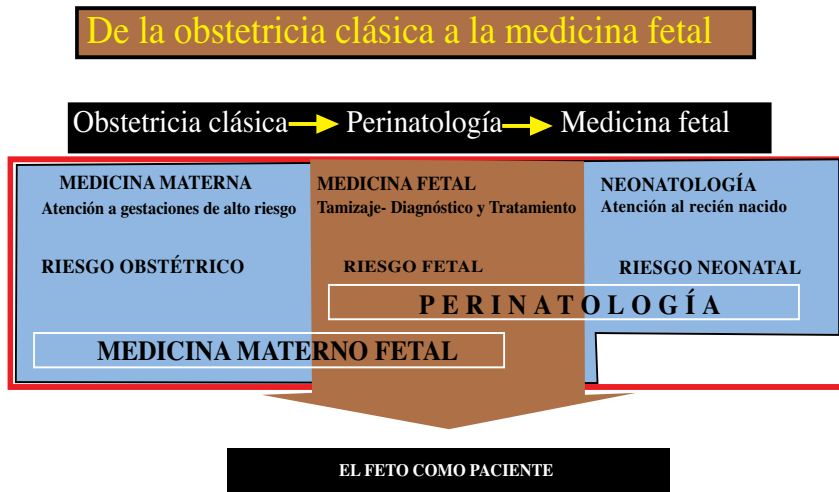 De la obstetricia clásica a la medicina fetal
Obstetricia clásica Perinatología Medicina fetal
MEDICINA MATERNA
Atención a gestaciones de alto riesgo
RIESGO OBSTÉTRICO
MEDICINA FETAL
Tamizaje- Diagnóstico y Tratamiento
RIESGO FETAL
NEONATOLOGÍA
Atención al recién nacido
RIESGO NEONATAL
PERINATOLOGÍA
MEDICINA MATERNO FETAL
EL FETO COMO PACIENTE